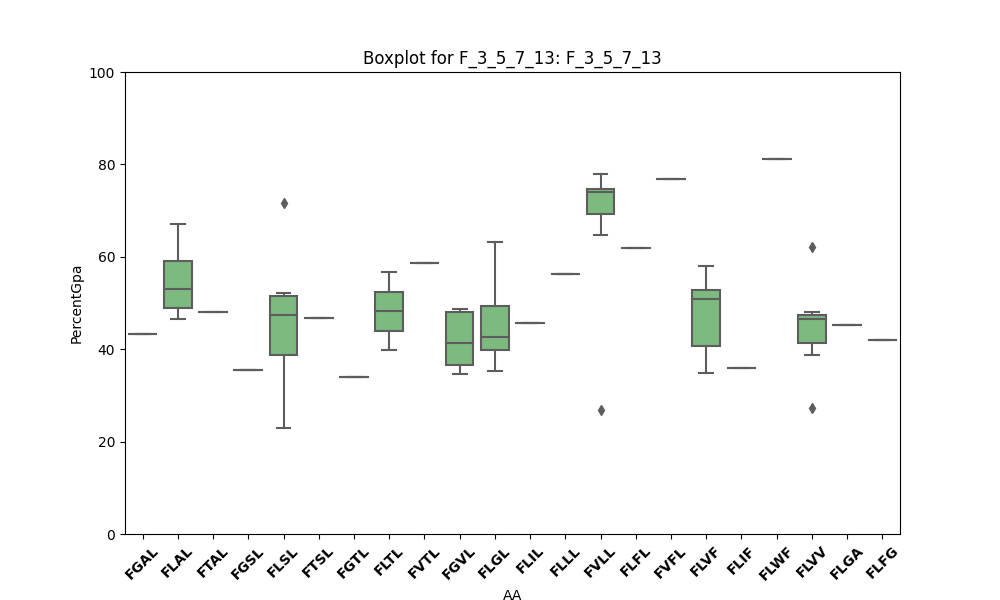 Boxplot for F_3_5_7_13: F_3_5_7_13
100
80
60
40
20
0
PercentGpa
FGAL
FLAL
FTAL
FGSL
FLSL
FTSL
FGTL
FLTL
FVTL
FGVL
FLGL
FLIL
FLLL
FVLL
FLFL
FVFL
FLVF
FLIF
FLWF
FLVV
FLGA
FLFG
AA